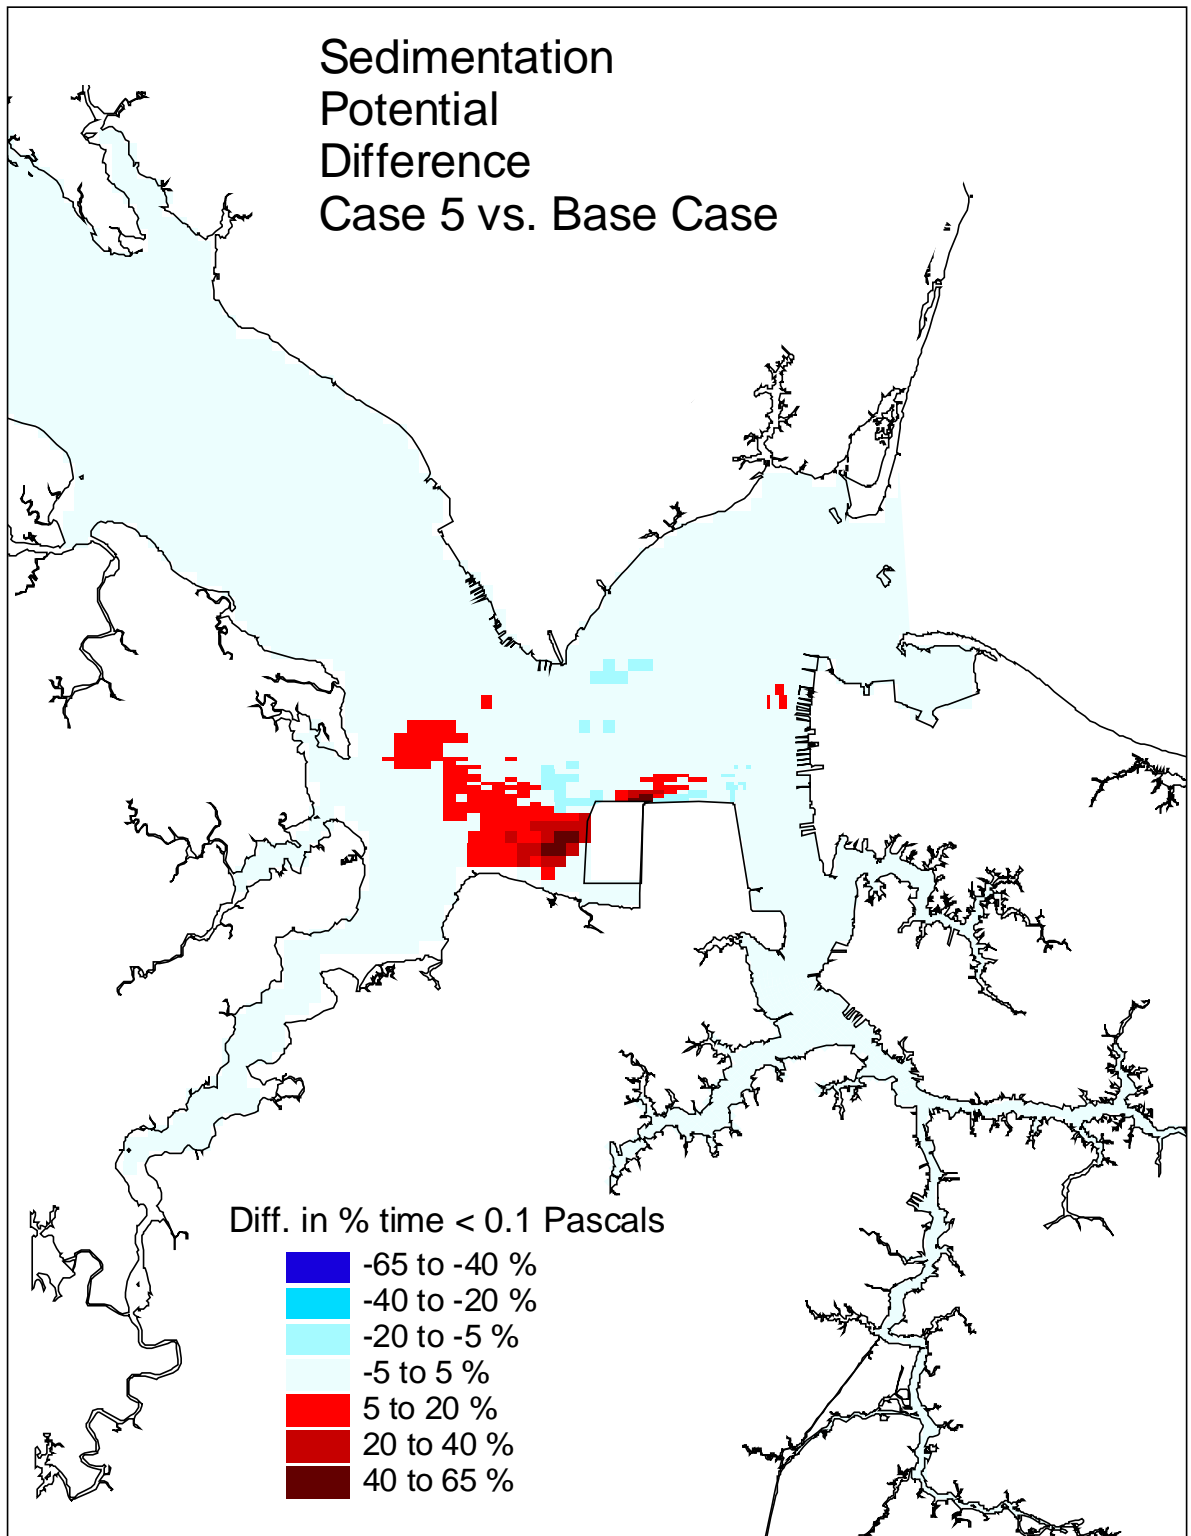 Sedimentation
Potential
Difference
Case 5 vs. Base Case
Diff. in % time < 0.1 Pascals
-65 to -40 %
-40 to -20 %
-20 to -5 %
-5 to 5 %
5 to 20 %
20 to 40 %
40 to 65 %